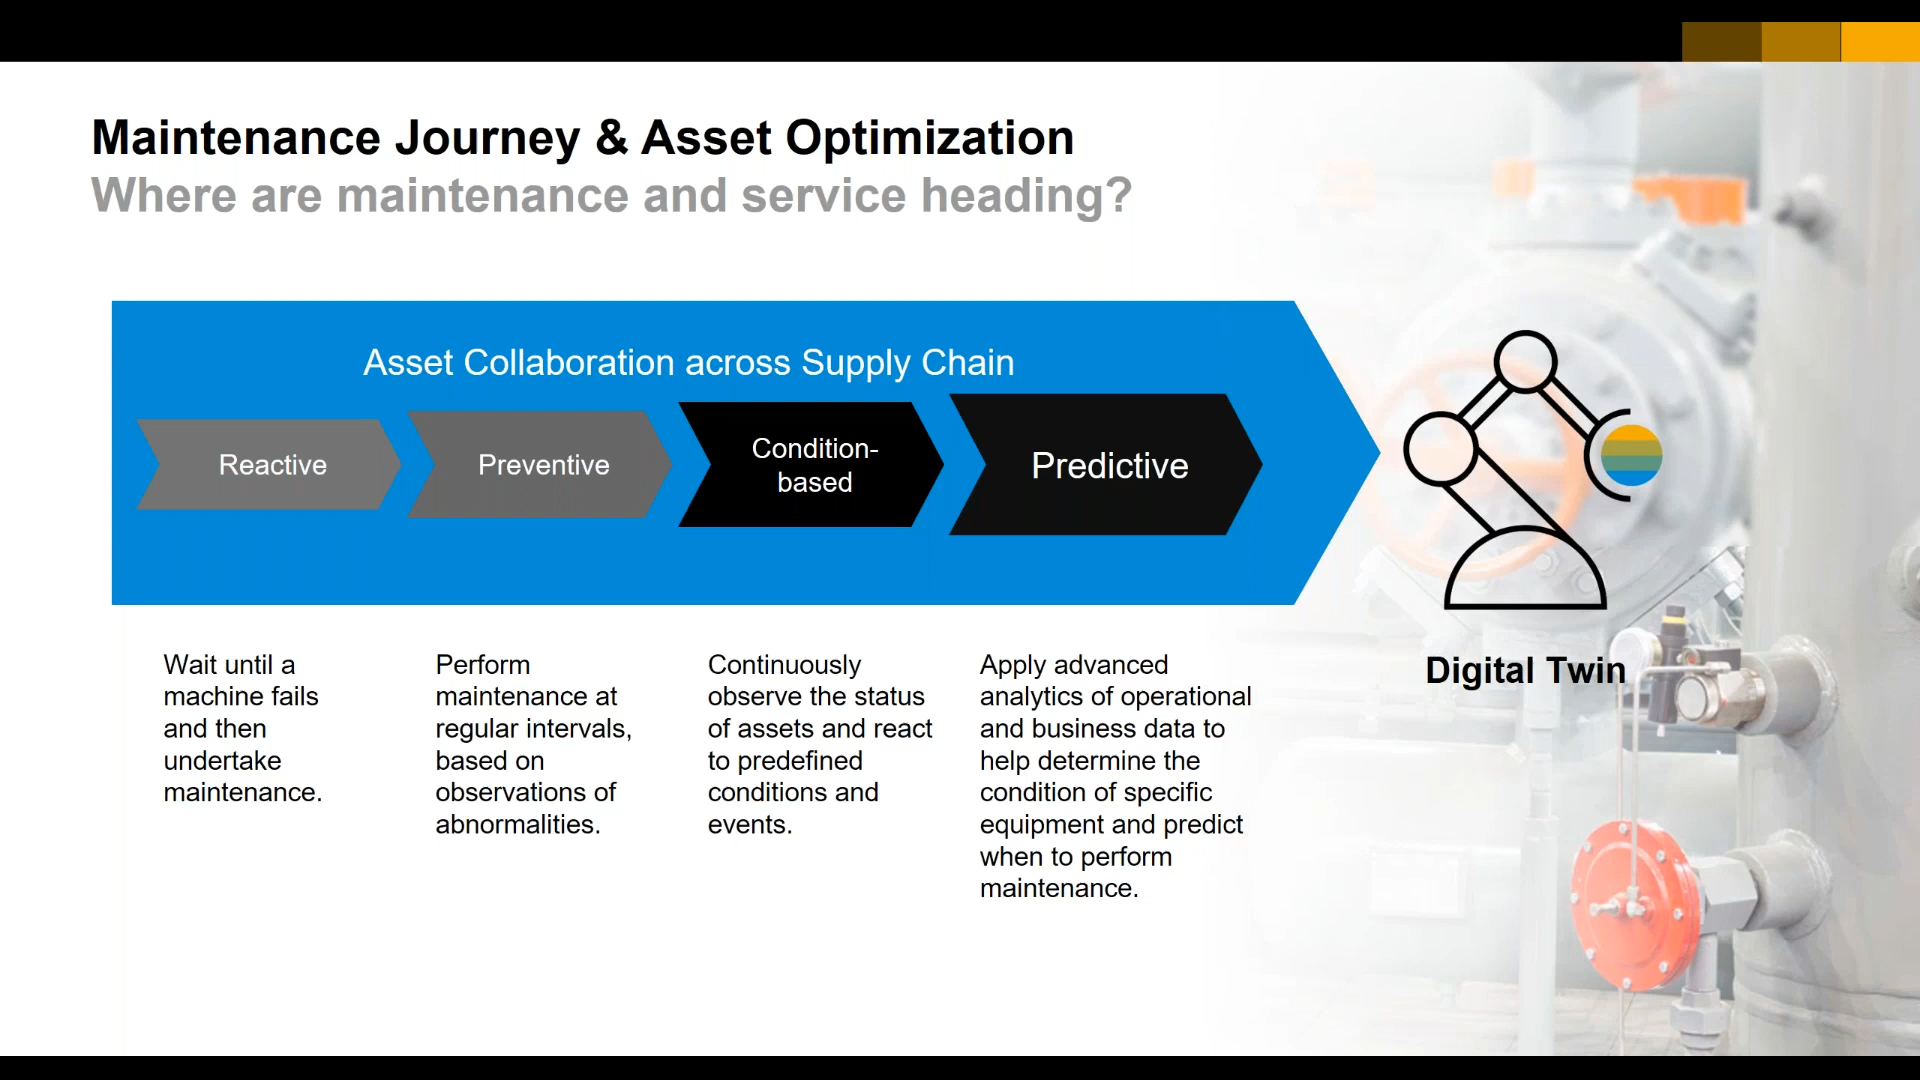 Maintenance Journey & Asset Optimization
Where are maintenance and service heading?
Asset Collaboration across Supply Chain
Reactive
Preventive
Condition-
based
Predictive
Wait until a
machine fails
and then
undertake
maintenance.
Perform
maintenance at
regular intervals,
based on
observations of
abnormalities.
Continuously
observe the status
of assets and react
to predefined
conditions and
events.
Apply advanced
analytics of operational
and business data to
help determine the
condition of specific
equipment and predict
when to perform
maintenance.
Digital Twin